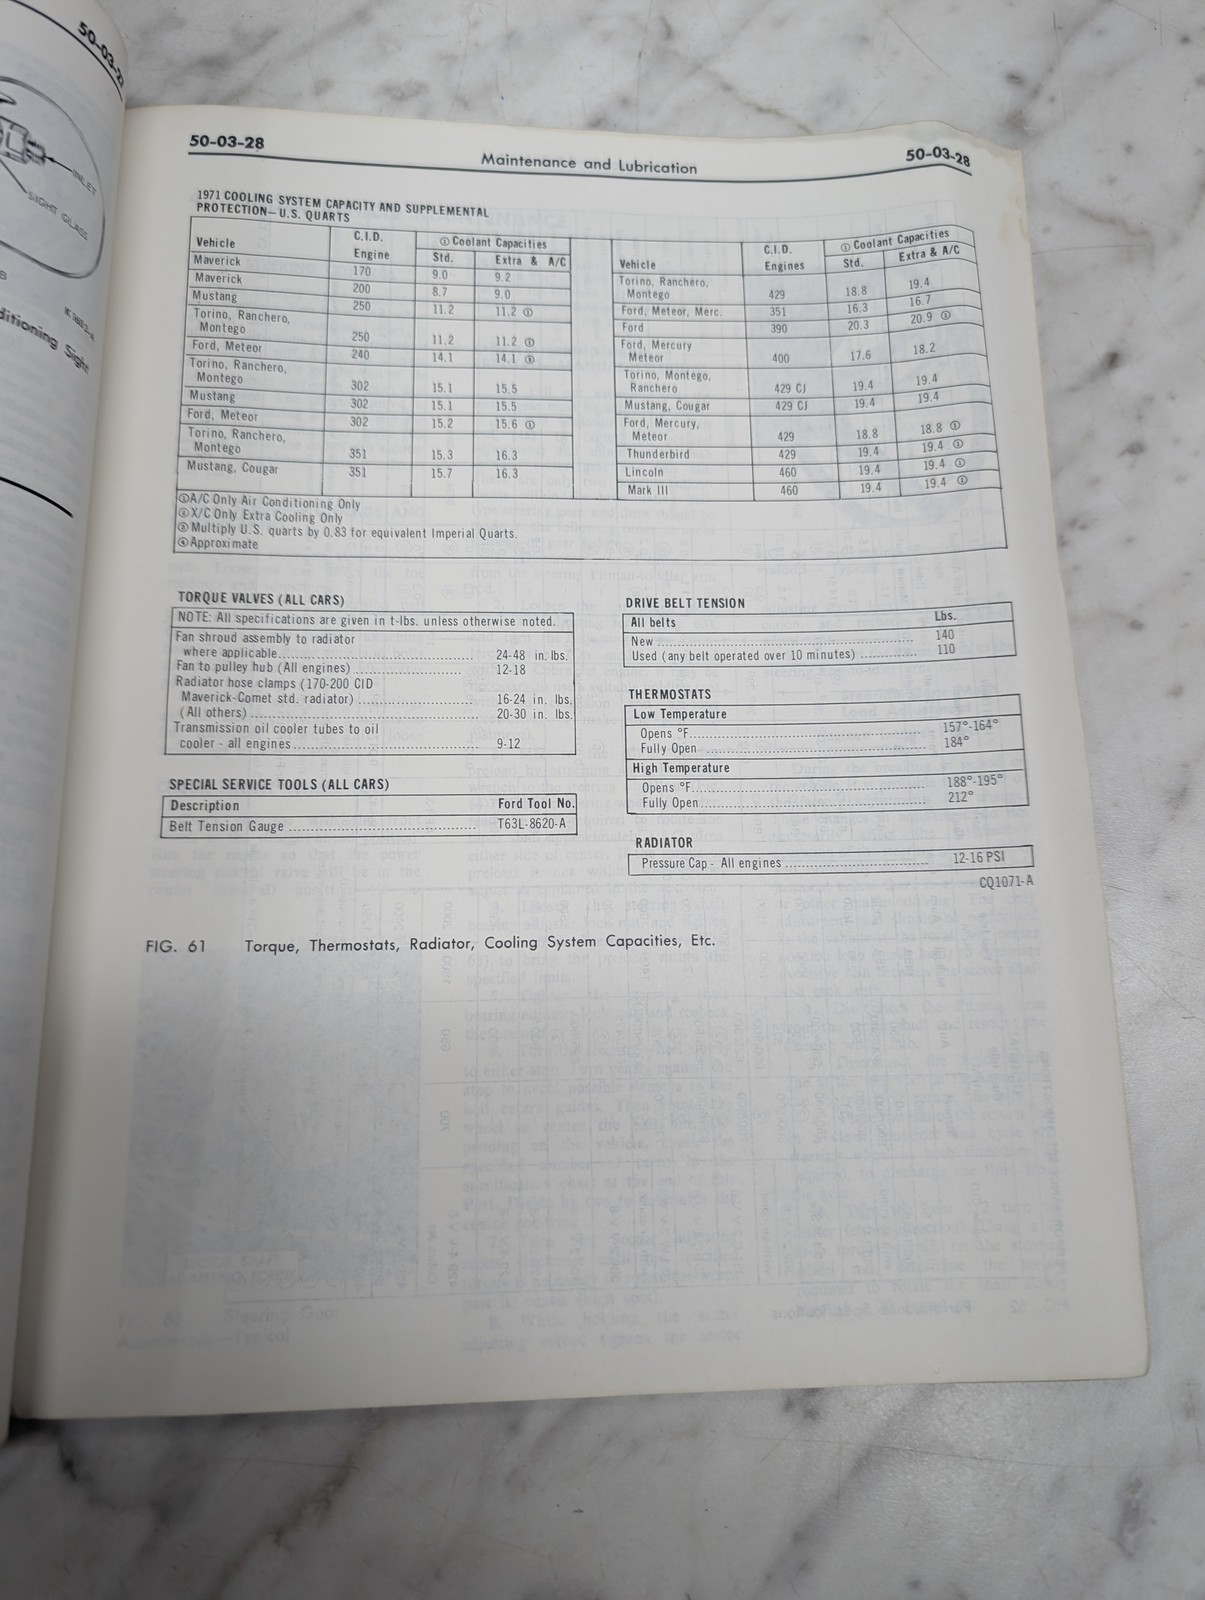 50-03-27
INLET
SIGHT GLASS
ditioning Sight
50-03-28
Maintenance and Lubrication
50-03-28
1971 COOLING SYSTEM CAPACITY AND SUPPLEMENTAL
PROTECTION—U.S. QUARTS
Vehicle C.I.D. Engine ③ Coolant Capacities Std. Extra & A/C
Maverick 170 9.0 9.2
Maverick 200 8.7 9.0
Mustang 250 11.2 11.2 ①
Torino, Ranchero,
Montego 250 11.2 11.2 ①
Ford, Meteor 240 14.1 14.1
Torino, Ranchero,
Montego 302 15.1 15.5
Mustang 302 15.1 15.5
Ford, Meteor 302 15.2 15.6 ①
Torino, Ranchero,
Montego 351 15.3 16.3
Mustang, Cougar 351 15.7 16.3
Vehicle C.I.D. Engines Coolant Capacities Std. Extra & A/C
Torino, Ranchero,
Montego 429 18.8 19.4
Ford, Meteor, Merc. 351 16.3 16.7
Ford 390 20.3 20.9 ①
Ford, Mercury
Meteor 400 17.6 18.2
Torino, Montego,
Ranchero 429 CJ 19.4 19.4
Mustang, Cougar 429 CJ 19.4 19.4
Ford, Mercury,
Meteor 429 18.8 18.8 ①
Thunderbird 429 19.4 19.4 ①
Lincoln 460 19.4 19.4 ①
Mark III 460 19.4 19.4 ①
①A/C Only Air Conditioning Only
②X/C Only Extra Cooling Only
③Multiply U.S. quarts by 0.83 for equivalent Imperial Quarts.
④Approximate
TORQUE VALVES (ALL CARS)
NOTE: All specifications are given in t-lbs. unless otherwise noted.
Fan shroud assembly to radiator
where applicable 24-48 in. lbs.
Fan to pulley hub (All engines) 12-18
Radiator hose clamps (170-200 CID
Maverick-Comet std. radiator) 16-24 in. lbs.
(All others) 20-30 in. lbs.
Transmission oil cooler tubes to oil
cooler - all engines 9-12
SPECIAL SERVICE TOOLS (ALL CARS)
Description Ford Tool No.
Belt Tension Gauge T63L-8620-A
DRIVE BELT TENSION
All belts Lbs.
New 140
Used (any belt operated over 10 minutes) 110
THERMOSTATS
Low Temperature
Opens °F 157°-164°
Fully Open 184°
High Temperature
Opens °F 188°-195°
Fully Open 212°
RADIATOR
Pressure Cap - All engines 12-16 PSI
CQ1071-A
FIG. 61 Torque, Thermostats, Radiator, Cooling System Capacities, Etc.